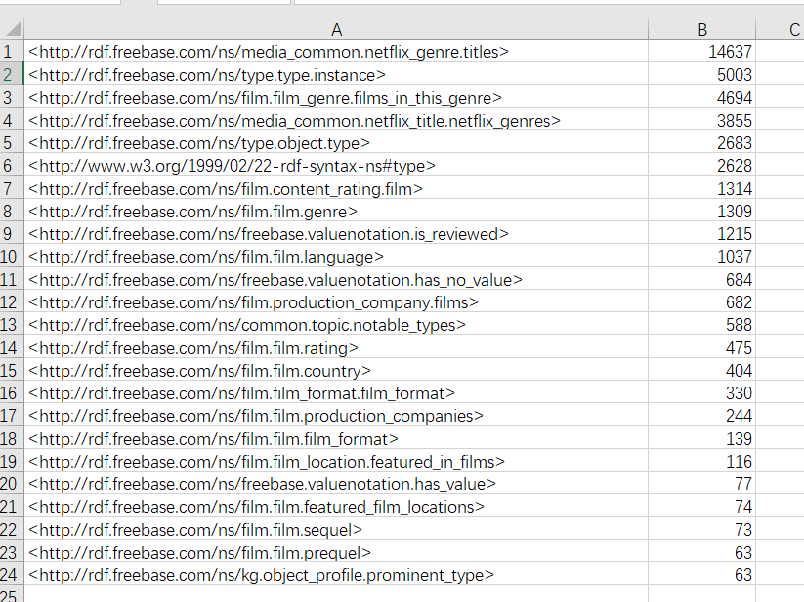 A B C
1 <http://rdf.freebase.com/ns/media_common.netflix_genre.titles> 14637
2 <http://rdf.freebase.com/ns/type.type.instance> 5003
3 <http://rdf.freebase.com/ns/film.film_genre.films_in_this_genre> 4694
4 <http://rdf.freebase.com/ns/media_common.netflix_title.netflix_genres> 3855
5 <http://rdf.freebase.com/ns/type.object.type> 2683
6 <http://www.w3.org/1999/02/22-rdf-syntax-ns#type> 2628
7 <http://rdf.freebase.com/ns/film.content_rating.film> 1314
8 <http://rdf.freebase.com/ns/film.film.genre> 1309
9 <http://rdf.freebase.com/ns/freebase.valuenotation.is_reviewed> 1215
10 <http://rdf.freebase.com/ns/film.film.language> 1037
11 <http://rdf.freebase.com/ns/freebase.valuenotation.has_no_value> 684
12 <http://rdf.freebase.com/ns/film.production_company.films> 682
13 <http://rdf.freebase.com/ns/common.topic.notable_types> 588
14 <http://rdf.freebase.com/ns/film.film.rating> 475
15 <http://rdf.freebase.com/ns/film.film.country> 404
16 <http://rdf.freebase.com/ns/film.film_format.film_format> 330
17 <http://rdf.freebase.com/ns/film.film.production_companies> 244
18 <http://rdf.freebase.com/ns/film.film.film_format> 139
19 <http://rdf.freebase.com/ns/film.film_location.featured_in_films> 116
20 <http://rdf.freebase.com/ns/freebase.valuenotation.has_value> 77
21 <http://rdf.freebase.com/ns/film.film.featured_film_locations> 74
22 <http://rdf.freebase.com/ns/film.film.sequel> 73
23 <http://rdf.freebase.com/ns/film.film.prequel> 63
24 <http://rdf.freebase.com/ns/kg.object_profile.prominent_type> 63
25